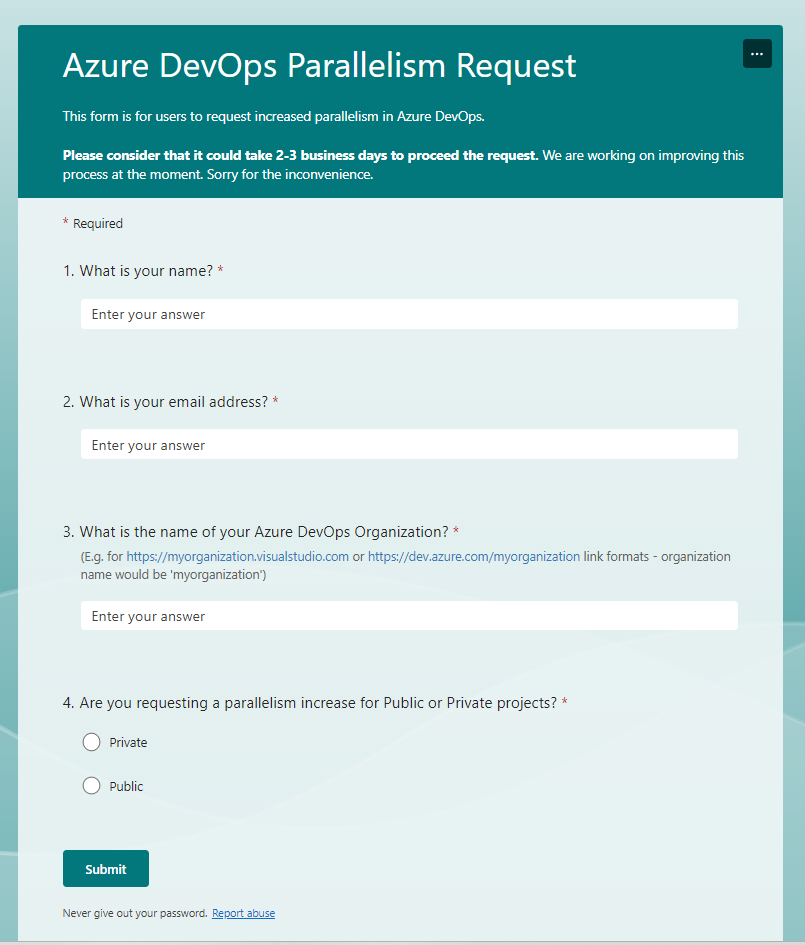 Azure DevOps Parallelism Request
...
This form is for users to request increased parallelism in Azure DevOps.
Please consider that it could take 2-3 business days to proceed the request. We are working on improving this
process at the moment. Sorry for the inconvenience.
* Required
1. What is your name? *
Enter your answer
2. What is your email address? *
Enter your answer
3. What is the name of your Azure DevOps Organization? *
(E.g. for https://myorganization.visualstudio.com or https://dev.azure.com/myorganization link formats - organization
name would be 'myorganization')
Enter your answer
4. Are you requesting a parallelism increase for Public or Private projects? *
Private
Public
Submit
Never give out your password. Report abuse